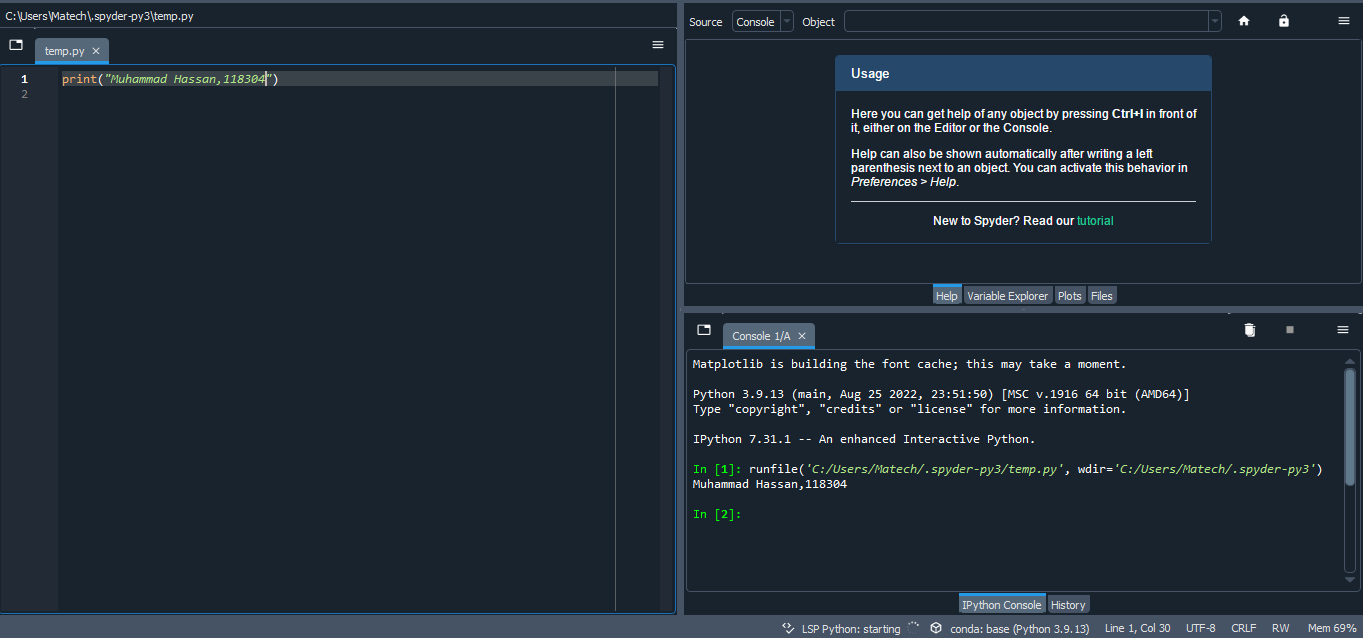 C:\Users\Matech\.spyder-py3\temp.py
temp.py
1 print("Muhammad Hassan,118304")
2
Source Console Object
Usage
Here you can get help of any object by pressing Ctrl+I in front of
it, either on the Editor or the Console.
Help can also be shown automatically after writing a left
parenthesis next to an object. You can activate this behavior in
Preferences > Help.
New to Spyder? Read our tutorial
Help Variable Explorer Plots Files
Console 1/A
Matplotlib is building the font cache; this may take a moment.
Python 3.9.13 (main, Aug 25 2022, 23:51:50) [MSC v.1916 64 bit (AMD64)]
Type "copyright", "credits" or "license" for more information.
IPython 7.31.1 -- An enhanced Interactive Python.
In [1]: runfile('C:/Users/Matech/.spyder-py3/temp.py', wdir='C:/Users/Matech/.spyder-py3')
Muhammad Hassan,118304
In [2]:
IPython Console History
LSP Python: starting conda: base (Python 3.9.13) Line 1, Col 30 UTF-8 CRLF RW Mem 69%